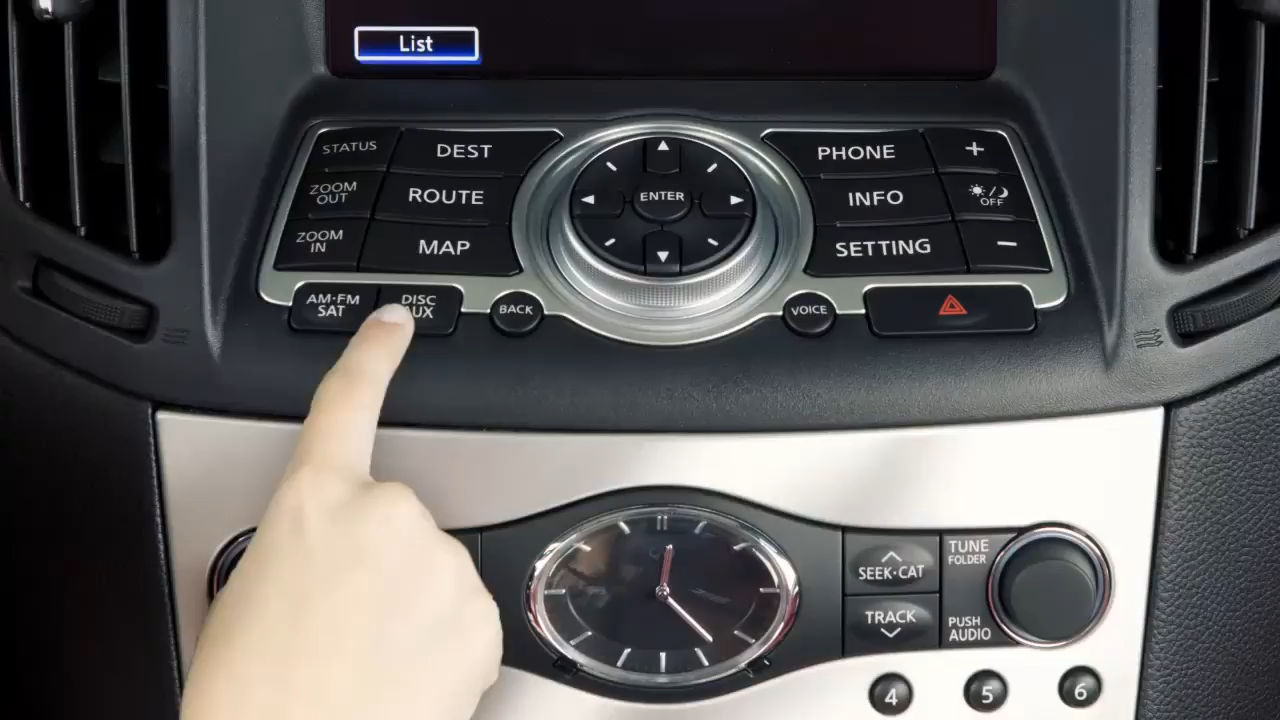 List
STATUS
DEST
PHONE
+
ZOOM
OUT
ROUTE
ENTER
INFO
OFF
ZOOM
IN
MAP
SETTING
−
AM·FM
SAT
DISC
AUX
BACK
VOICE
SEEK·CAT
TUNE
FOLDER
TRACK
PUSH
AUDIO
4
5
6